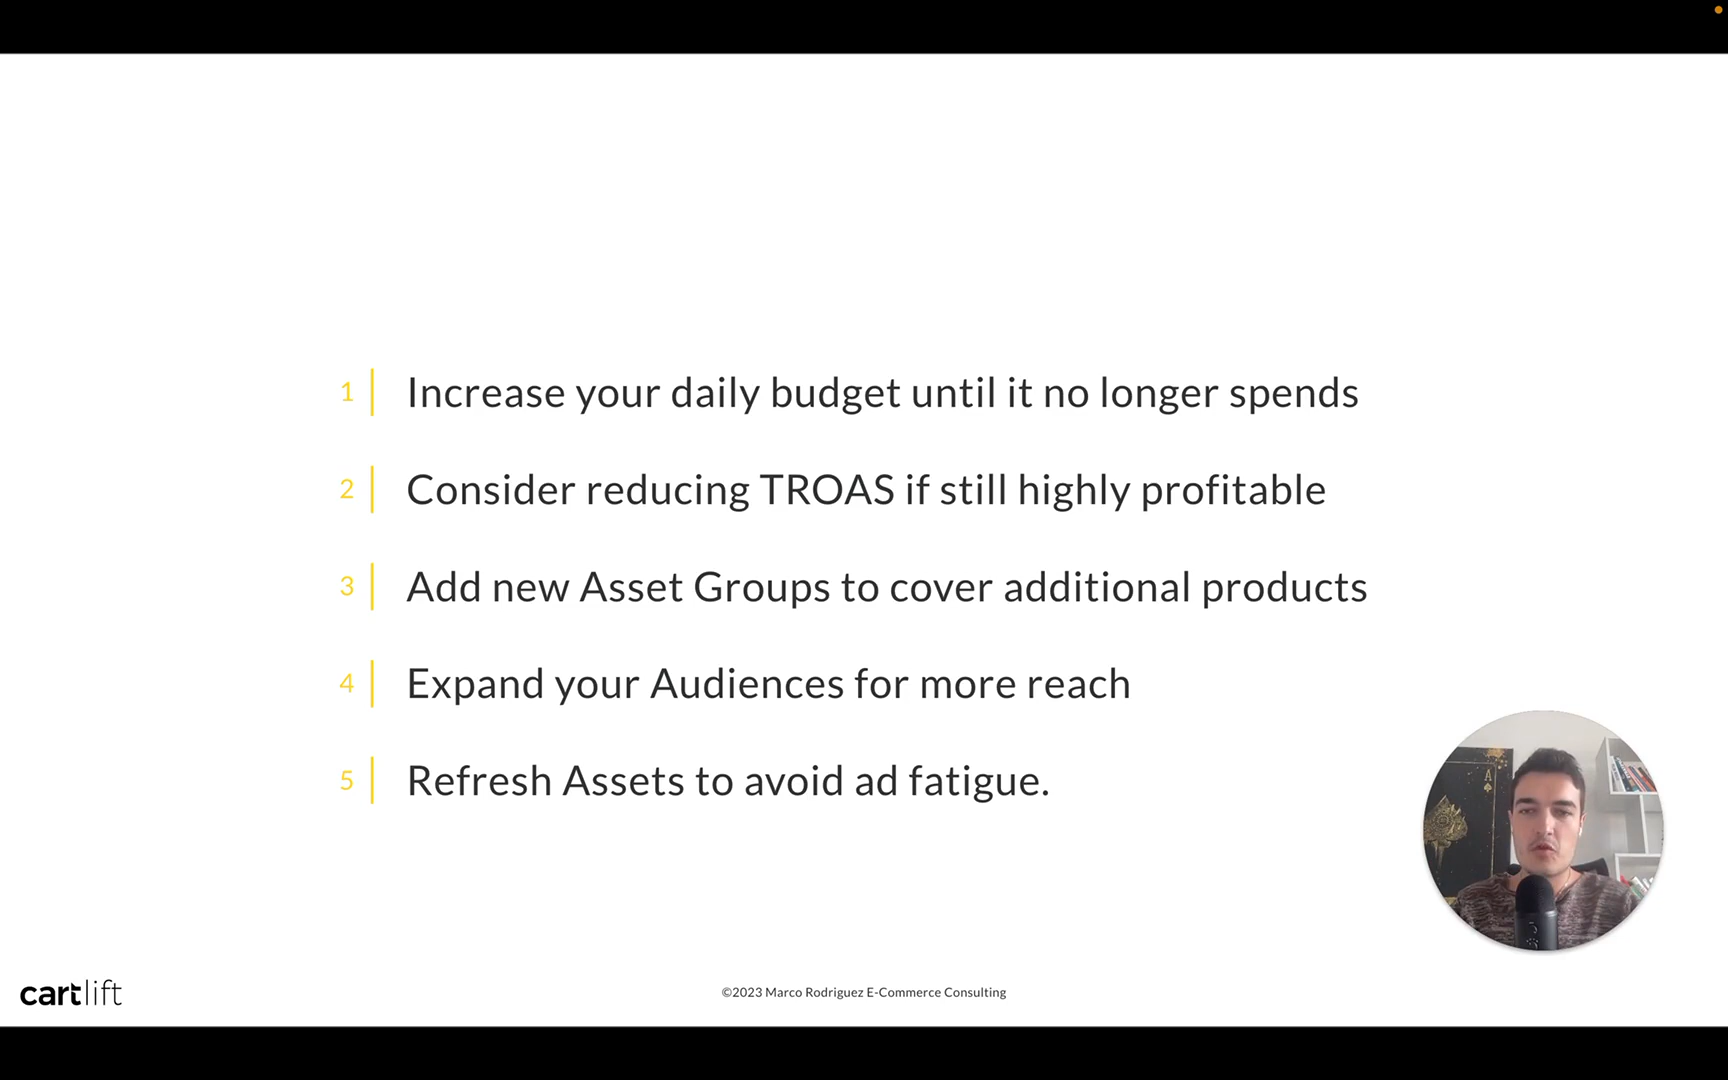 1 Increase your daily budget until it no longer spends
2 Consider reducing TROAS if still highly profitable
3 Add new Asset Groups to cover additional products
4 Expand your Audiences for more reach
5 Refresh Assets to avoid ad fatigue.
A
cartlift
©2023 Marco Rodriguez E-Commerce Consulting